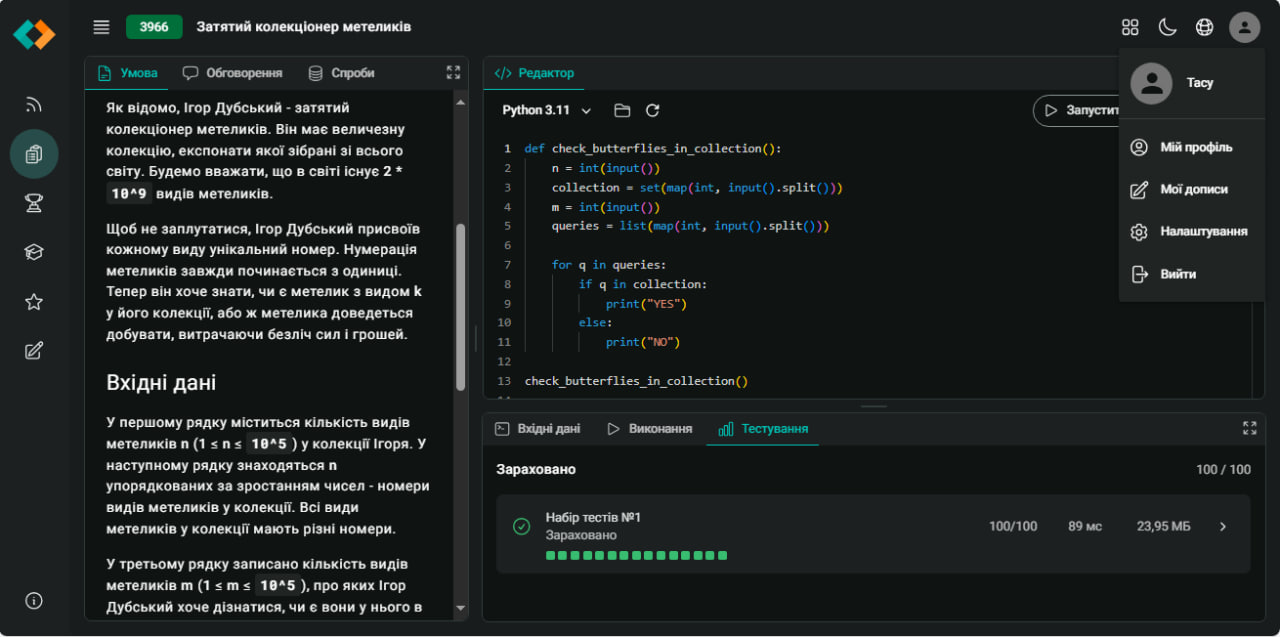 3966
Затятий колекціонер метеликів
Умова
Обговорення
Спроби
Як відомо, Ігор Дубський - затятий
колекціонер метеликів. Він має величезну
колекцію, експонати якої зібрані зі всього
світу. Будемо вважати, що в світі існує 2 *
10^9 видів метеликів.
Щоб не заплутатися, Ігор Дубський присвоїв
кожному виду унікальний номер. Нумерація
метеликів завжди починається з одиниці.
Тепер він хоче знати, чи є метелик з видом k
у його колекції, або ж метелика доведеться
добувати, витрачаючи безліч сил і грошей.
Вхідні дані
У першому рядку міститься кількість видів
метеликів n (1 ≤ n ≤ 10^5 ) у колекції Ігоря. У
наступному рядку знаходяться n
упорядкованих за зростанням чисел - номери
видів метеликів у колекції. Всі види
метеликів у колекції мають різні номери.
У третьому рядку записано кількість видів
метеликів m (1 ≤ m ≤ 10^5 ), про яких Ігор
Дубський хоче дізнатися, чи є вони у нього в
</> Редактор
Python 3.11
Запустит
1 def check_butterflies_in_collection():
2 n = int(input())
3 collection = set(map(int, input().split()))
4 m = int(input())
5 queries = list(map(int, input().split()))
6
7 for q in queries:
8 if q in collection:
9 print("YES")
10 else:
11 print("NO")
12
13 check_butterflies_in_collection()
Тасу
Мій профіль
Мої дописи
Налаштування
Вийти
Вхідні дані
Виконання
Тестування
Зараховано
100 / 100
Набір тестів №1
Зараховано
100/100
89 мс
23,95 МБ